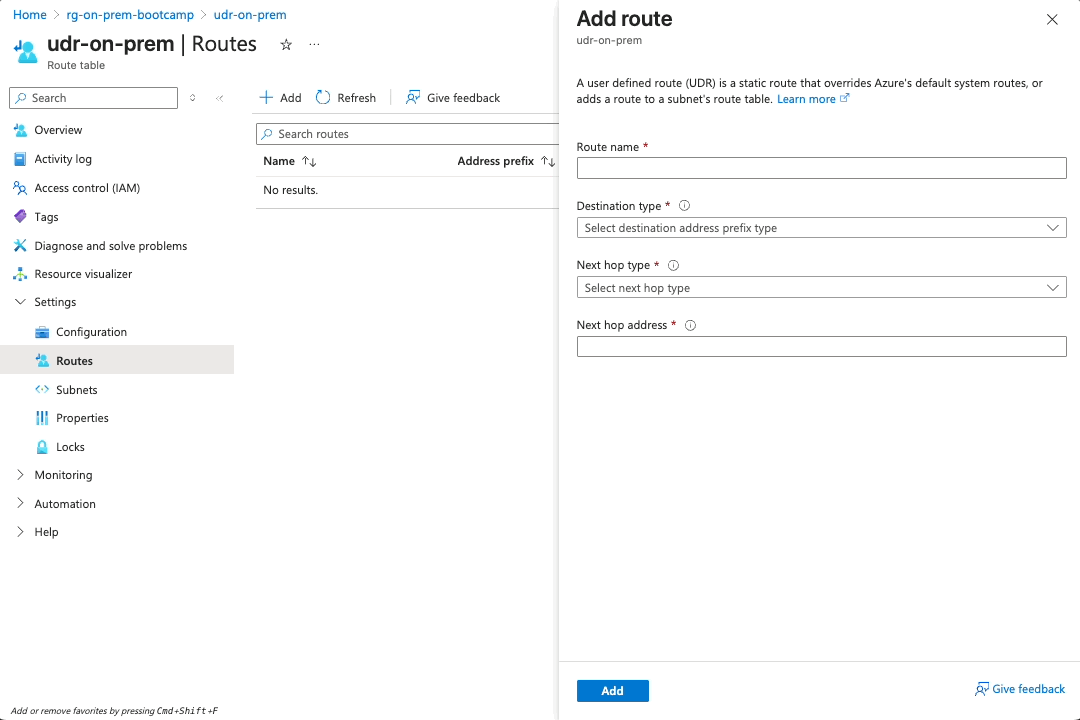 Home > rg-on-prem-bootcamp > udr-on-prem
udr-on-prem | Routes
Route table
Search
Overview
Activity log
Access control (IAM)
Tags
Diagnose and solve problems
Resource visualizer
Settings
Configuration
Routes
Subnets
Properties
Locks
Monitoring
Automation
Help
Add or remove favorites by pressing Cmd+Shift+F
Add Refresh Give feedback
Search routes
Name Address prefix
No results.
Add route
udr-on-prem
A user defined route (UDR) is a static route that overrides Azure's default system routes, or
adds a route to a subnet's route table. Learn more
Route name *
Destination type *
Select destination address prefix type
Next hop type *
Select next hop type
Next hop address *
Add
Give feedback